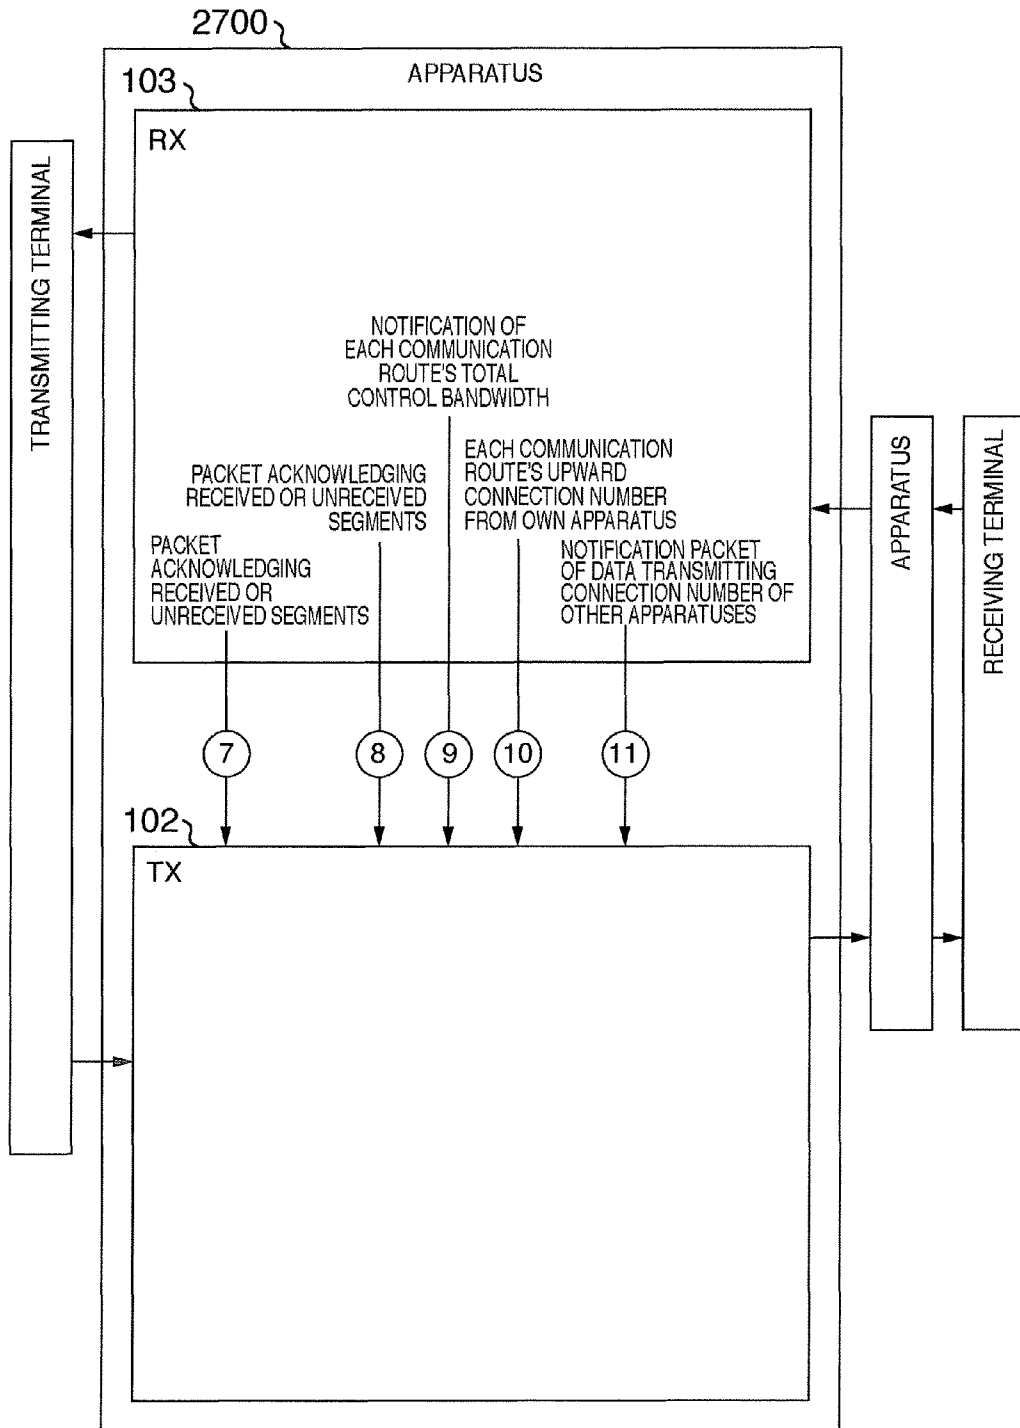 2700
APPARATUS
103
RX
TRANSMITTING TERMINAL
NOTIFICATION OF
EACH COMMUNICATION
ROUTE'S TOTAL
CONTROL BANDWIDTH
PACKET ACKNOWLEDGING
RECEIVED OR UNRECEIVED
SEGMENTS
EACH COMMUNICATION
ROUTE'S UPWARD
CONNECTION NUMBER
FROM OWN APPARATUS
PACKET
ACKNOWLEDGING
RECEIVED OR
UNRECEIVED SEGMENTS
NOTIFICATION PACKET
OF DATA TRANSMITTING
CONNECTION NUMBER OF
OTHER APPARATUSES
APPARATUS
RECEIVING TERMINAL
7
8
9
10
11
102
TX